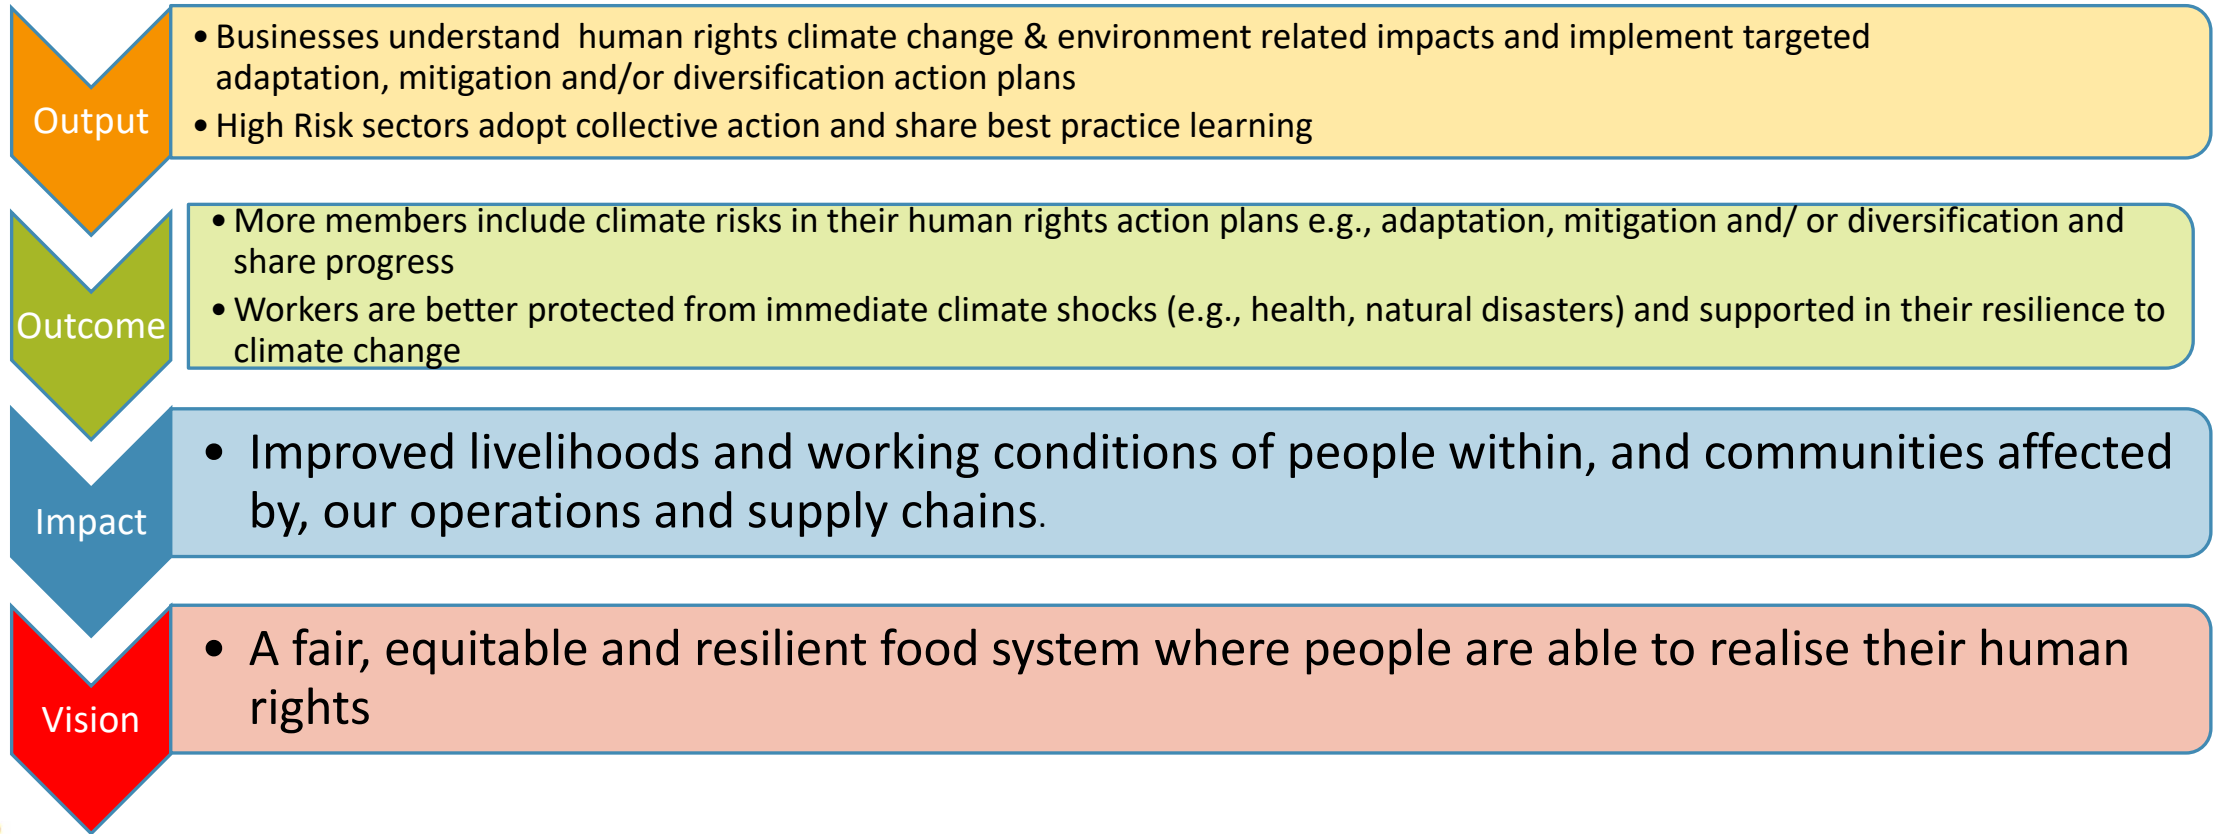 Output
• Businesses understand  human rights climate change & environment related impacts and implement targeted
adaptation, mitigation and/or diversification action plans
• High Risk sectors adopt collective action and share best practice learning
Outcome
• More members include climate risks in their human rights action plans e.g., adaptation, mitigation and/ or diversification and
share progress
• Workers are better protected from immediate climate shocks (e.g., health, natural disasters) and supported in their resilience to
climate change
Impact
• Improved livelihoods and working conditions of people within, and communities affected
by, our operations and supply chains.
Vision
• A fair, equitable and resilient food system where people are able to realise their human
rights